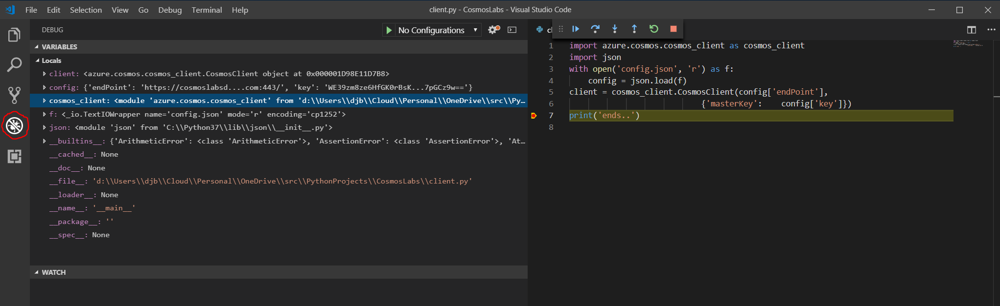 File Edit Selection View Go Debug Terminal Help
client.py - CosmosLabs - Visual Studio Code
DEBUG
No Configurations
VARIABLES
Locals
client: <azure.cosmos.cosmos_client.CosmosClient object at 0x000001D98E11D7B8>
config: {'endPoint': 'https://cosmoslabsd....com:443/', 'key': 'WE39zm8ze6HfGK0rBsK...7pGCz9w=='}
cosmos_client: <module 'azure.cosmos.cosmos_client' from 'd:\\Users\\djb\\Cloud\\Personal\\OneDrive\\src\\Py…
f: <_io.TextIOWrapper name='config.json' mode='r' encoding='cp1252'>
json: <module 'json' from 'C:\\Python37\\lib\\json\\__init__.py'>
__builtins__: {'ArithmeticError': <class 'ArithmeticError'>, 'AssertionError': <class 'AssertionError'>, 'At…
__cached__: None
__doc__: None
__file__: 'd:\\Users\\djb\\Cloud\\Personal\\OneDrive\\src\\PythonProjects\\CosmosLabs\\client.py'
__loader__: None
__name__: '__main__'
__package__: ''
__spec__: None
WATCH
cl
1 import azure.cosmos.cosmos_client as cosmos_client
2 import json
3 with open('config.json', 'r') as f:
4     config = json.load(f)
5 client = cosmos_client.CosmosClient(config['endPoint'],
6                             {'masterKey':    config['key']})
7 print('ends..')
8